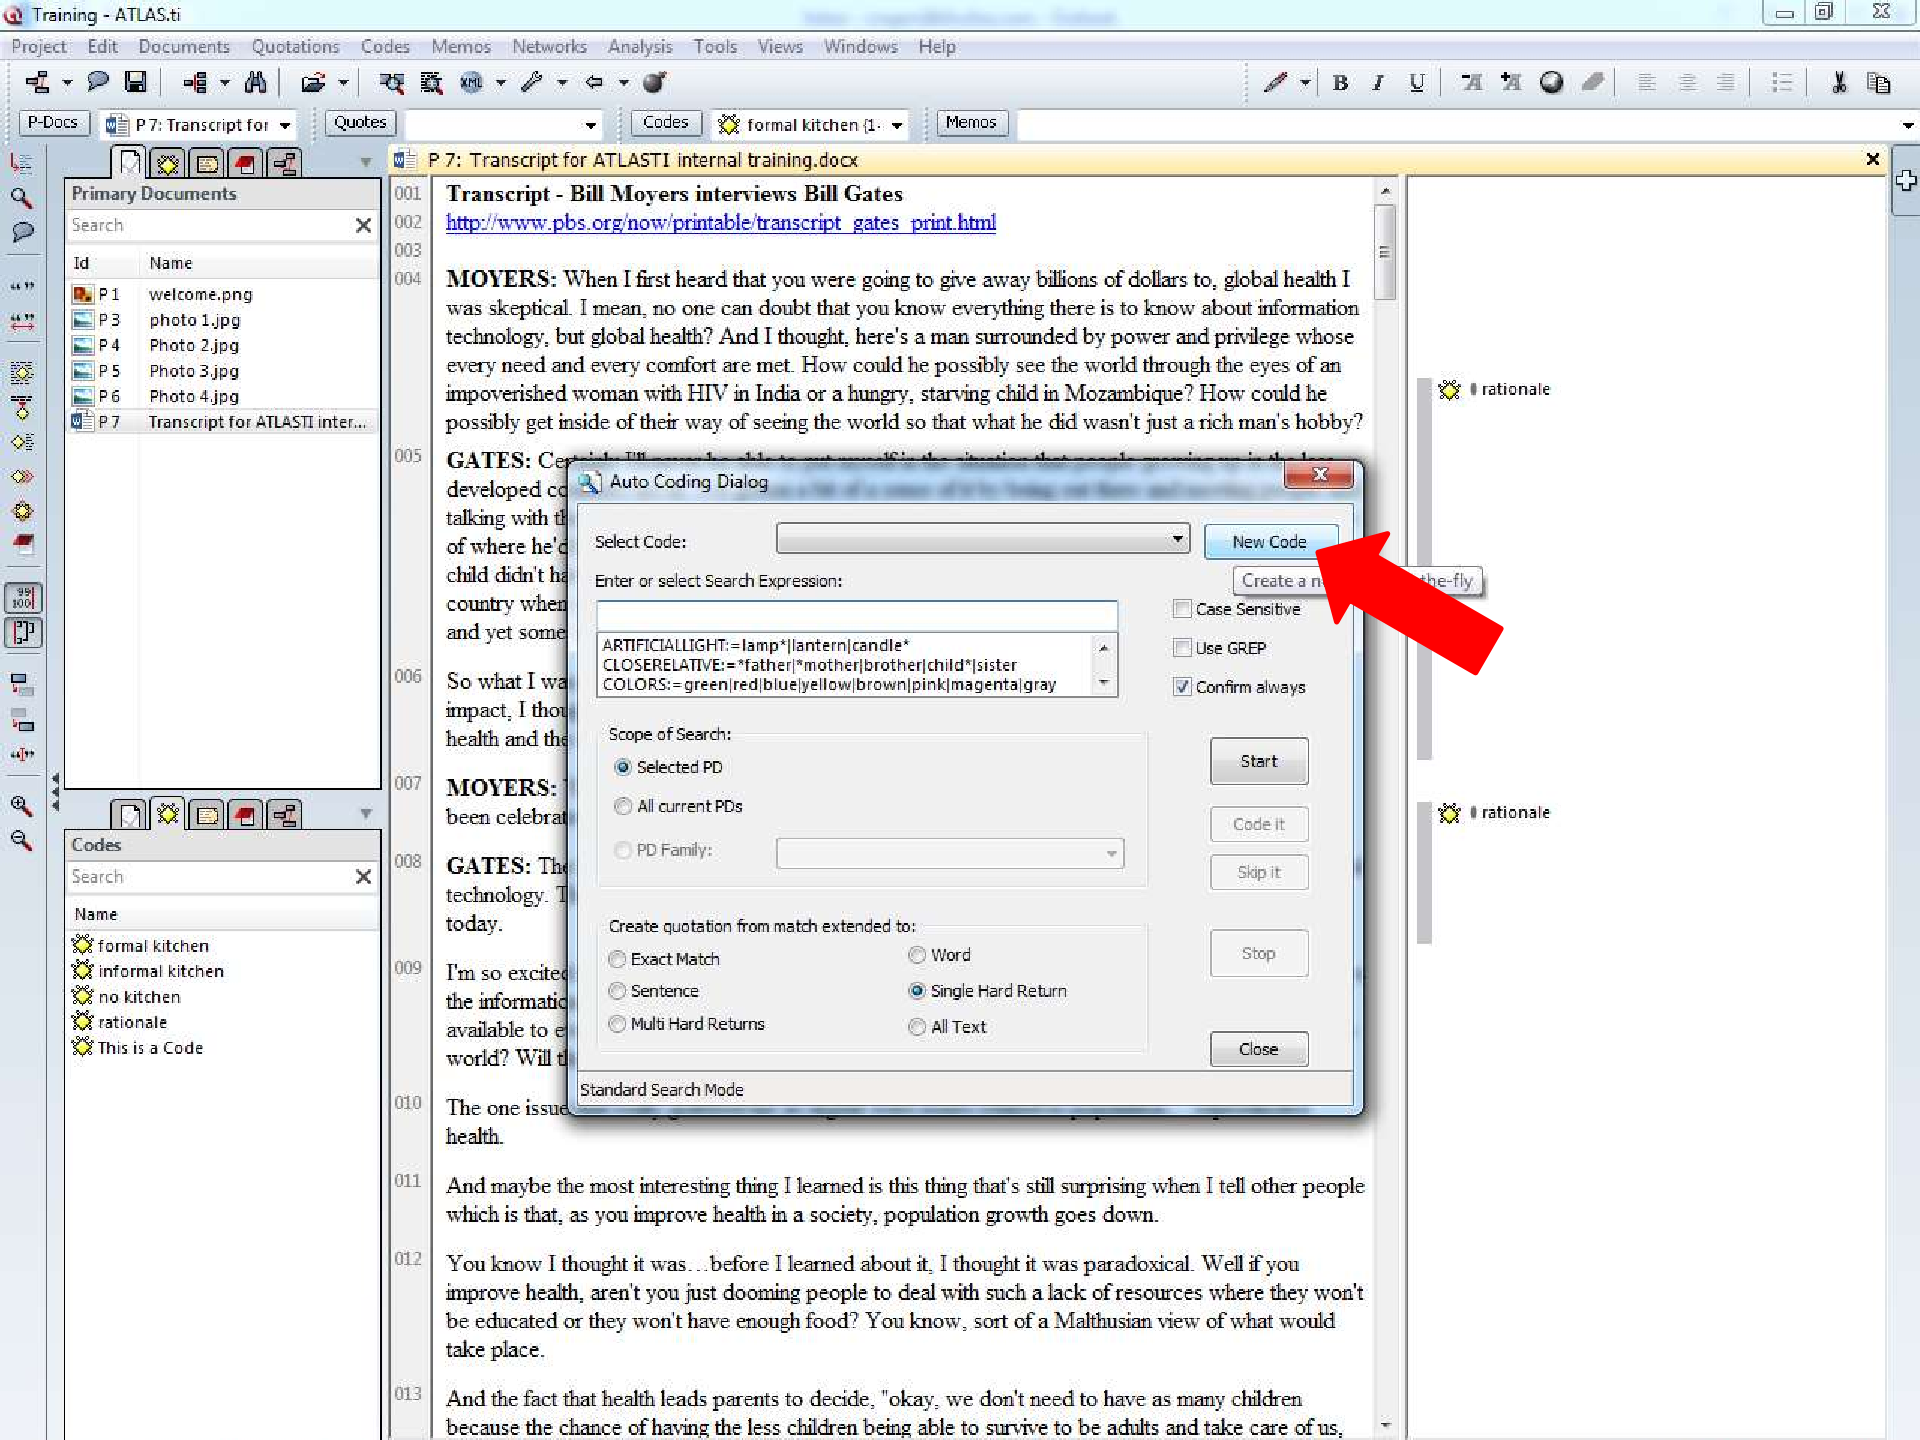 Training - ATLAS.ti
Project Edit Documents Quotations Codes Memos Networks Analysis Tools Views Windows Help
B I U A A
P-Docs P 7: Transcript for Quotes Codes formal kitchen {1- Memos
P 7: Transcript for ATLASTI internal training.docx
Primary Documents
Search
Id Name
P 1 welcome.png
P 3 photo 1.jpg
P 4 Photo 2.jpg
P 5 Photo 3.jpg
P 6 Photo 4.jpg
P 7 Transcript for ATLASTI inter...
Codes
Search
Name
formal kitchen
informal kitchen
no kitchen
rationale
This is a Code
001 Transcript - Bill Moyers interviews Bill Gates
002 http://www.pbs.org/now/printable/transcript_gates_print.html
003
004 MOYERS: When I first heard that you were going to give away billions of dollars to, global health I
was skeptical. I mean, no one can doubt that you know everything there is to know about information
technology, but global health? And I thought, here's a man surrounded by power and privilege whose
every need and every comfort are met. How could he possibly see the world through the eyes of an
impoverished woman with HIV in India or a hungry, starving child in Mozambique? How could he
possibly get inside of their way of seeing the world so that what he did wasn't just a rich man's hobby?
005 GATES:
developed
talking with
of where he'd
child didn't
country when
and yet some
006 So what I
impact, I
health and
007 MOYERS:
been
008 GATES:
technology.
today.
009 I'm so excited
the
available to
world? Will
010 The one issue
health.
011 And maybe the most interesting thing I learned is this thing that's still surprising when I tell other people
which is that, as you improve health in a society, population growth goes down.
012 You know I thought it was…before I learned about it, I thought it was paradoxical. Well if you
improve health, aren't you just dooming people to deal with such a lack of resources where they won't
be educated or they won't have enough food? You know, sort of a Malthusian view of what would
take place.
013 And the fact that health leads parents to decide, "okay, we don't need to have as many children
because the chance of having the less children being able to survive to be adults and take care of us,
rationale
rationale
Auto Coding Dialog
Select Code: New Code
Create a the-fly
Enter or select Search Expression:
ARTIFICIALLIGHT:=lamp*|lantern|candle*
CLOSERELATIVE:=*father|*mother|brother|child*|sister
COLORS:=green|red|blue|yellow|brown|pink|magenta|gray
Case Sensitive
Use GREP
Confirm always
Scope of Search:
Selected PD
All current PDs
PD Family:
Start
Code it
Skip it
Stop
Close
Create quotation from match extended to:
Exact Match Word
Sentence Single Hard Return
Multi Hard Returns All Text
Standard Search Mode